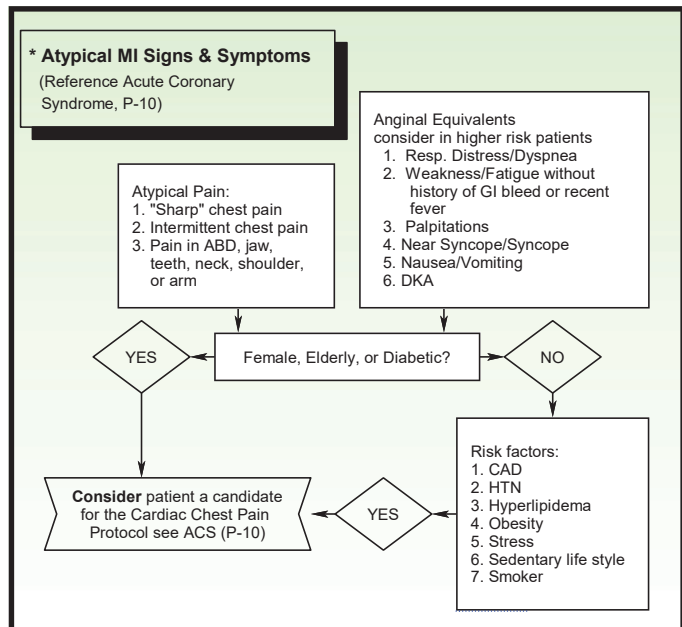 * Atypical MI Signs & Symptoms
(Reference Acute Coronary
Syndrome, P-10)
Anginal Equivalents
consider in higher risk patients
1. Resp. Distress/Dyspnea
2. Weakness/Fatigue without
history of GI bleed or recent
fever
3. Palpitations
4. Near Syncope/Syncope
5. Nausea/Vomiting
6. DKA
Atypical Pain:
1. "Sharp" chest pain
2. Intermittent chest pain
3. Pain in ABD, jaw,
teeth, neck, shoulder,
or arm
YES
Female, Elderly, or Diabetic?
NO
Risk factors:
1. CAD
2. HTN
3. Hyperlipidema
4. Obesity
5. Stress
6. Sedentary life style
7. Smoker
YES
Consider patient a candidate
for the Cardiac Chest Pain
Protocol see ACS (P-10)